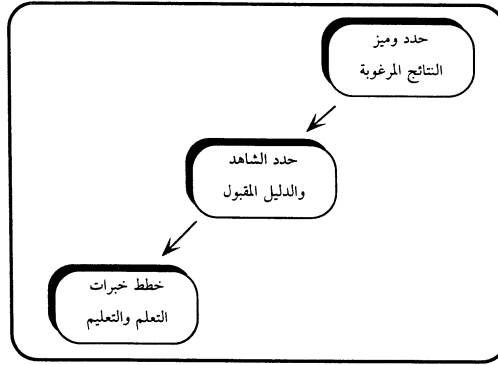 حدد وميز
النتائج المرغوبة
حدد الشاهد
والدليل المقبول
خطط خبرات
التعلم والتعليم